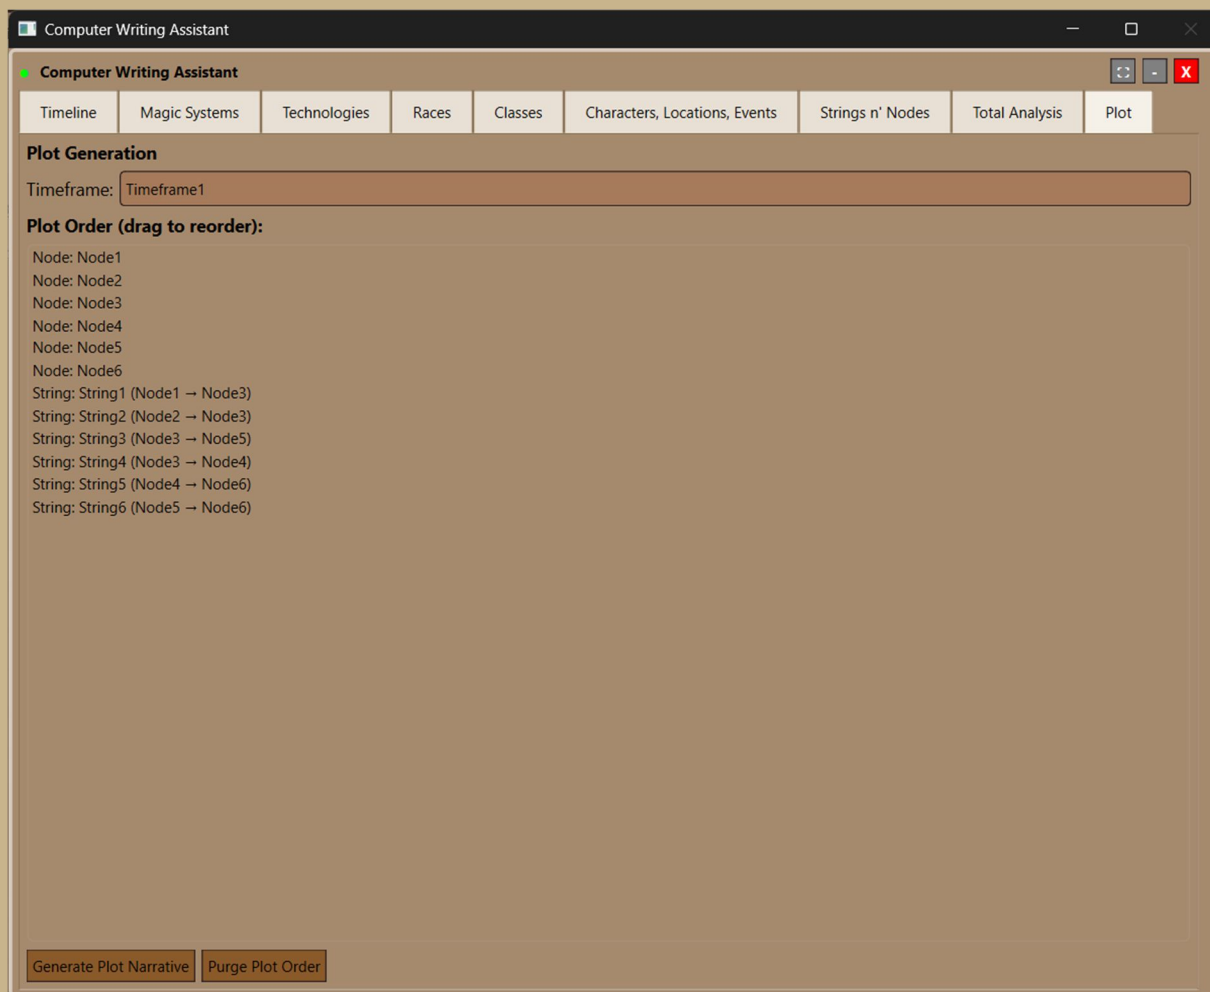 Computer Writing Assistant
Computer Writing Assistant
- X
Timeline Magic Systems Technologies Races Classes Characters, Locations, Events Strings n' Nodes Total Analysis Plot
Plot Generation
Timeframe: Timeframe1
Plot Order (drag to reorder):
Node: Node1
Node: Node2
Node: Node3
Node: Node4
Node: Node5
Node: Node6
String: String1 (Node1 → Node3)
String: String2 (Node2 → Node3)
String: String3 (Node3 → Node5)
String: String4 (Node3 → Node4)
String: String5 (Node4 → Node6)
String: String6 (Node5 → Node6)
Generate Plot Narrative Purge Plot Order